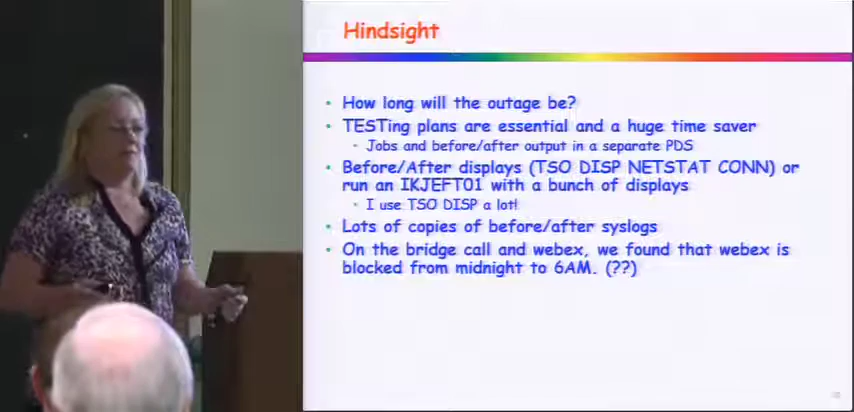 Hindsight
How long will the outage be?
TESTing plans are essential and a huge time saver
Jobs and before/after output in a separate PDS
Before/After displays (TSO DISP NETSTAT CONN) or
run an IKJEFT01 with a bunch of displays
I use TSO DISP a lot!
Lots of copies of before/after syslogs
On the bridge call and webex, we found that webex is
blocked from midnight to 6AM. (??)